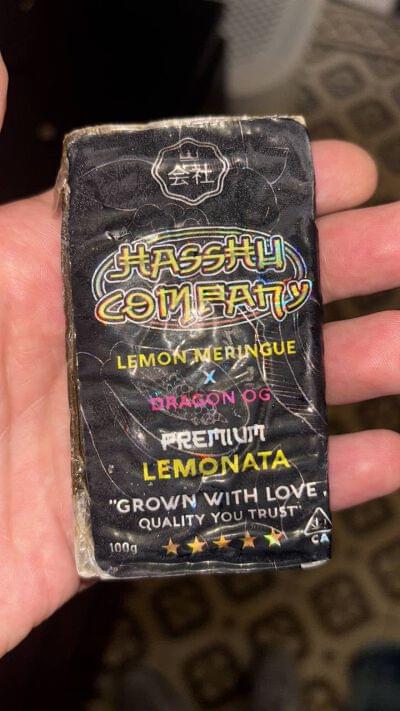 会社
HASSHU
COMPANY
LEMON MERINGUE
X
DRAGON OG
PREMIUM
LEMONATA
"GROWN WITH LOVE,
QUALITY YOU TRUST"
100g
CA